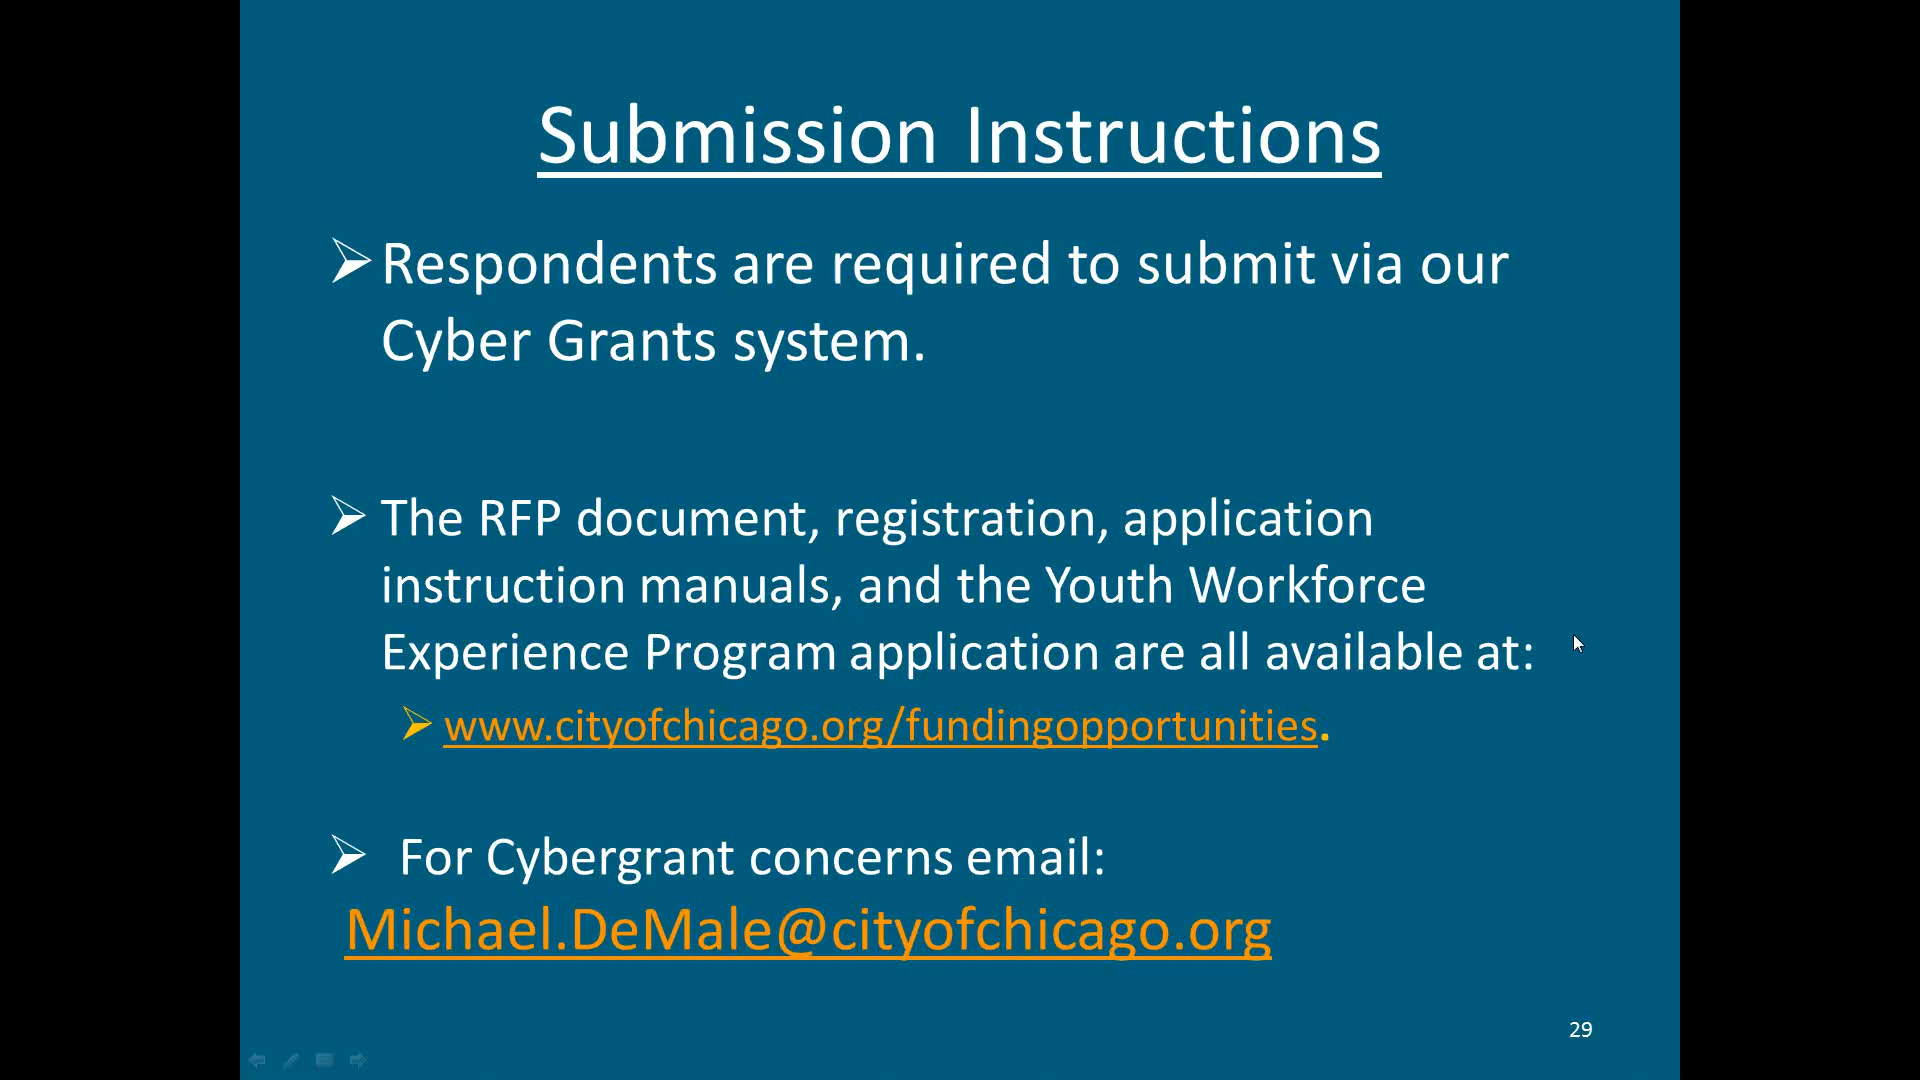 Submission Instructions
➢Respondents are required to submit via our
Cyber Grants system.
➢The RFP document, registration, application
instruction manuals, and the Youth Workforce
Experience Program application are all available at:
➢www.cityofchicago.org/fundingopportunities.
➢ For Cybergrant concerns email:
Michael.DeMale@cityofchicago.org
29